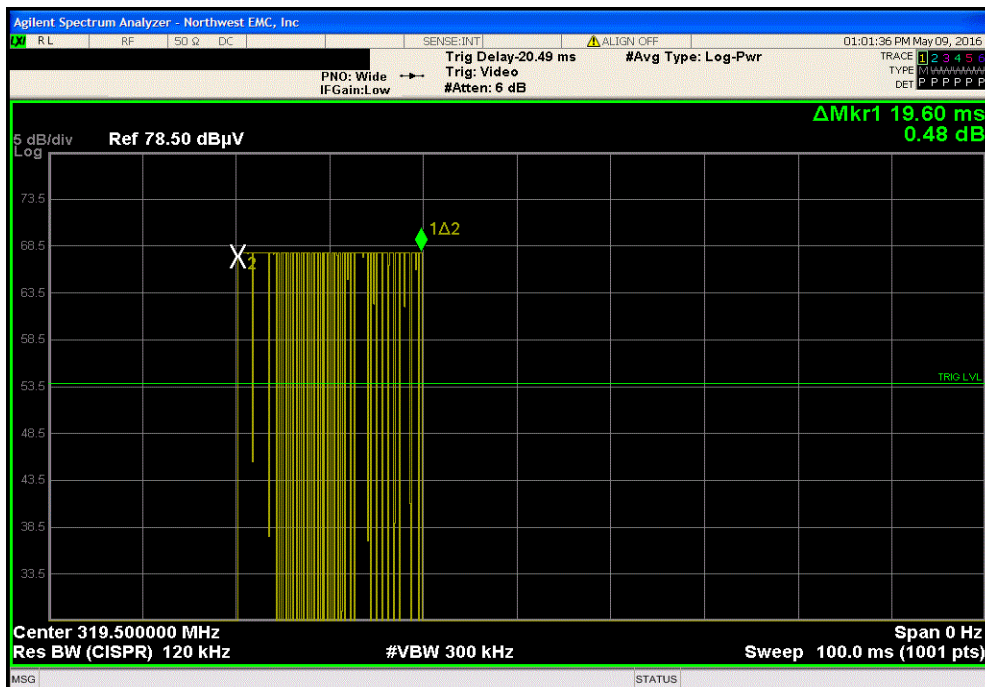 Agilent Spectrum Analyzer - Northwest EMC, Inc
LXI RL RF 50 Ω DC SENSE:INT ALIGN OFF 01:01:36 PM May 09, 2016
Trig Delay-20.49 ms #Avg Type: Log-Pwr TRACE 1 2 3 4 5 6
PNO: Wide Trig: Video TYPE M WWWWW
IFGain:Low #Atten: 6 dB DET P P P P P P
ΔMkr1 19.60 ms
5 dB/div Ref 78.50 dBµV 0.48 dB
Log
73.5
1Δ2
68.5
X2
63.5
58.5
TRIG LVL
53.5
48.5
43.5
38.5
33.5
Center 319.500000 MHz Span 0 Hz
Res BW (CISPR) 120 kHz #VBW 300 kHz Sweep 100.0 ms (1001 pts)
MSG STATUS